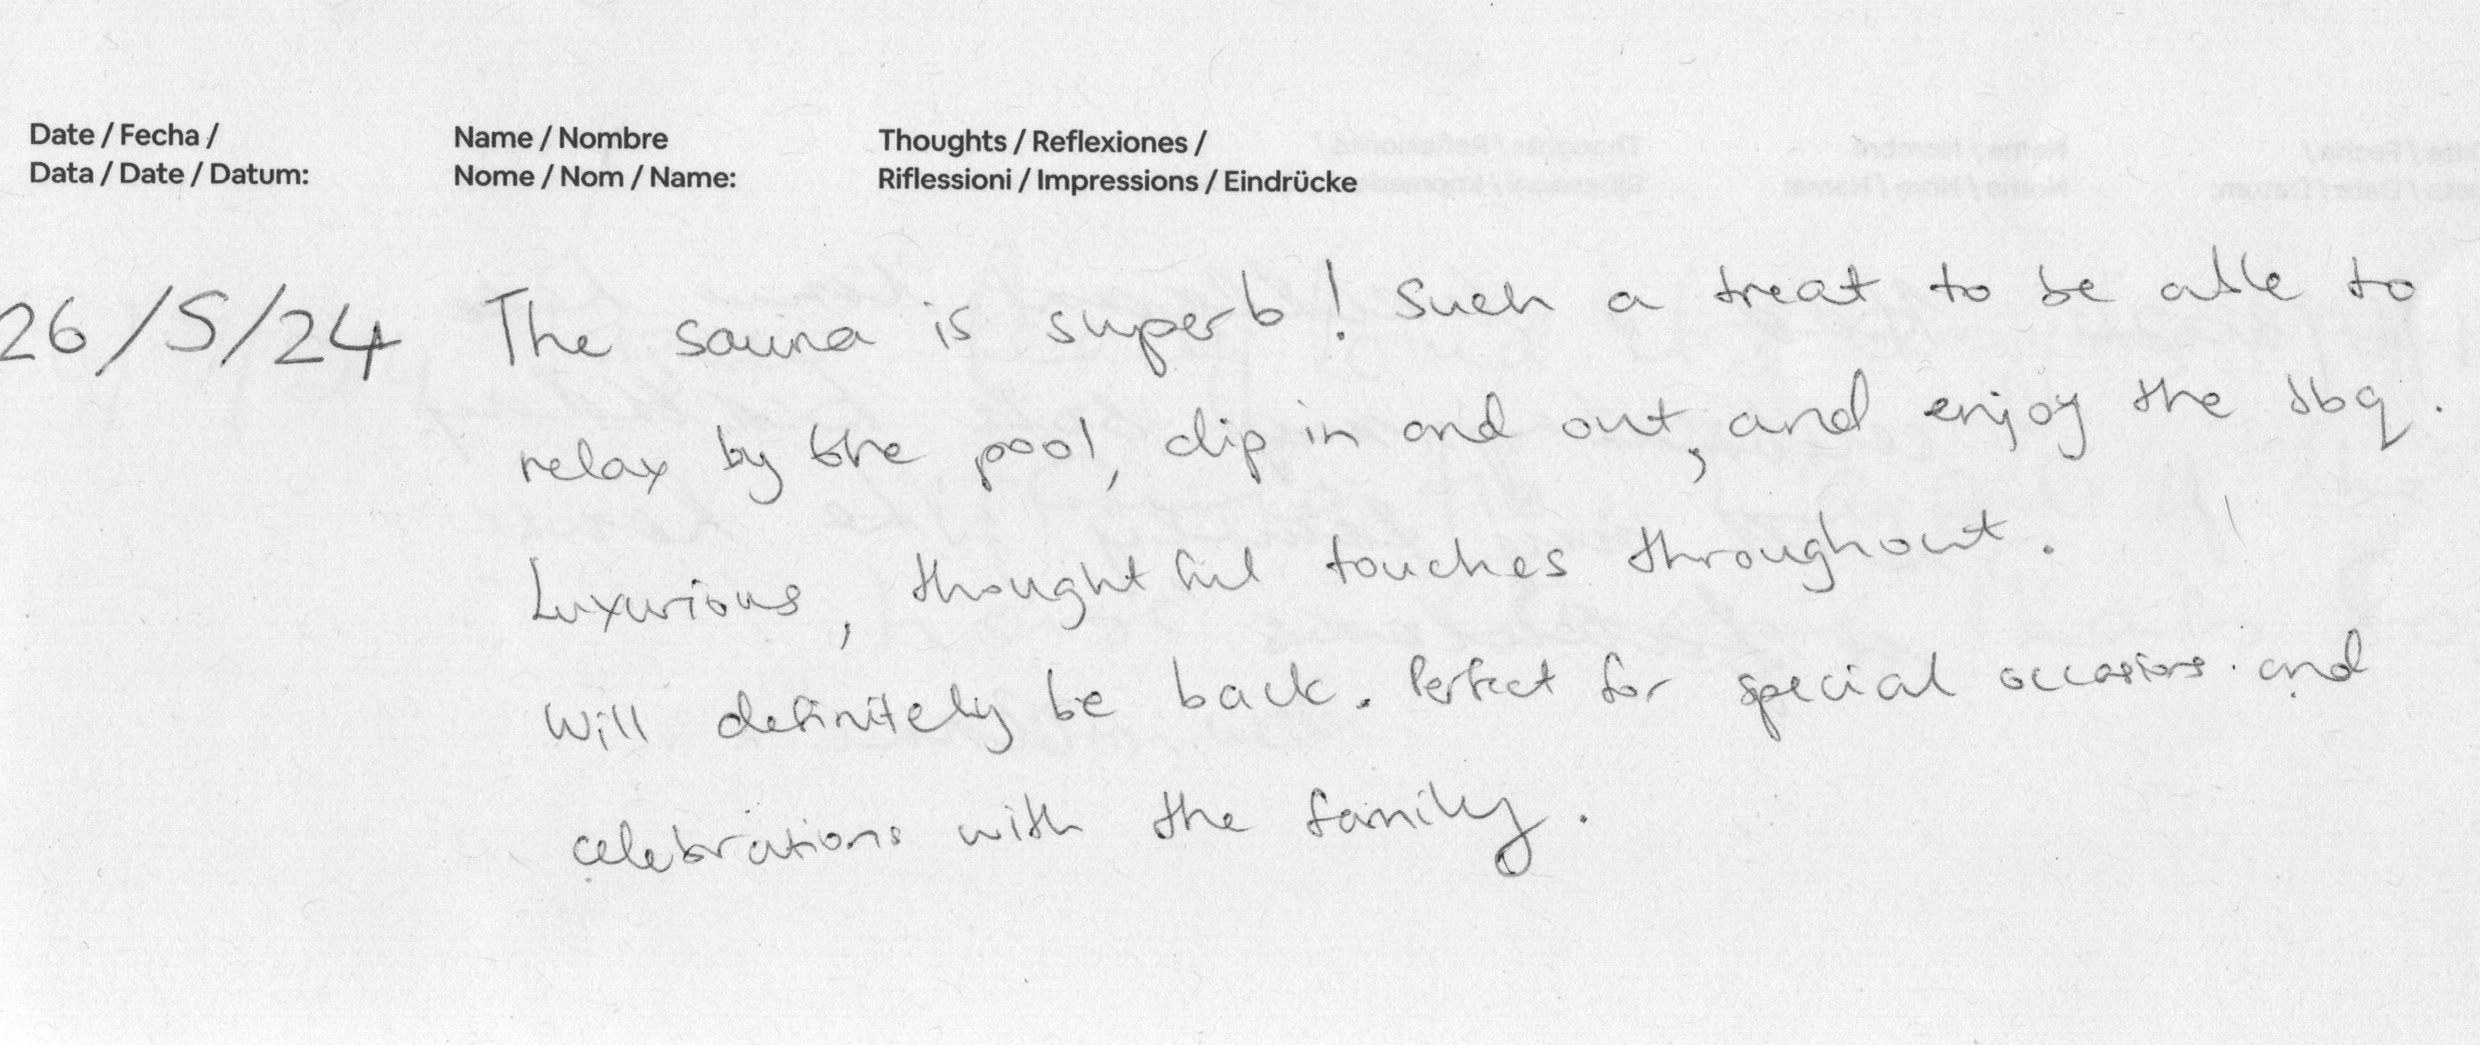 Date / Fecha / Name / Nombre Thoughts / Reflexiones /
Data / Date / Datum: Nome / Nom / Name: Riflessioni / Impressions / Eindrücke
26/5/24 The sauna is superb! Such a treat to be able to
relax by the pool, dip in and out, and enjoy the bbq.
Luxurious, thoughtful touches throughout.
Will definitely be back. Perfect for special occasions and
celebrations with the family.